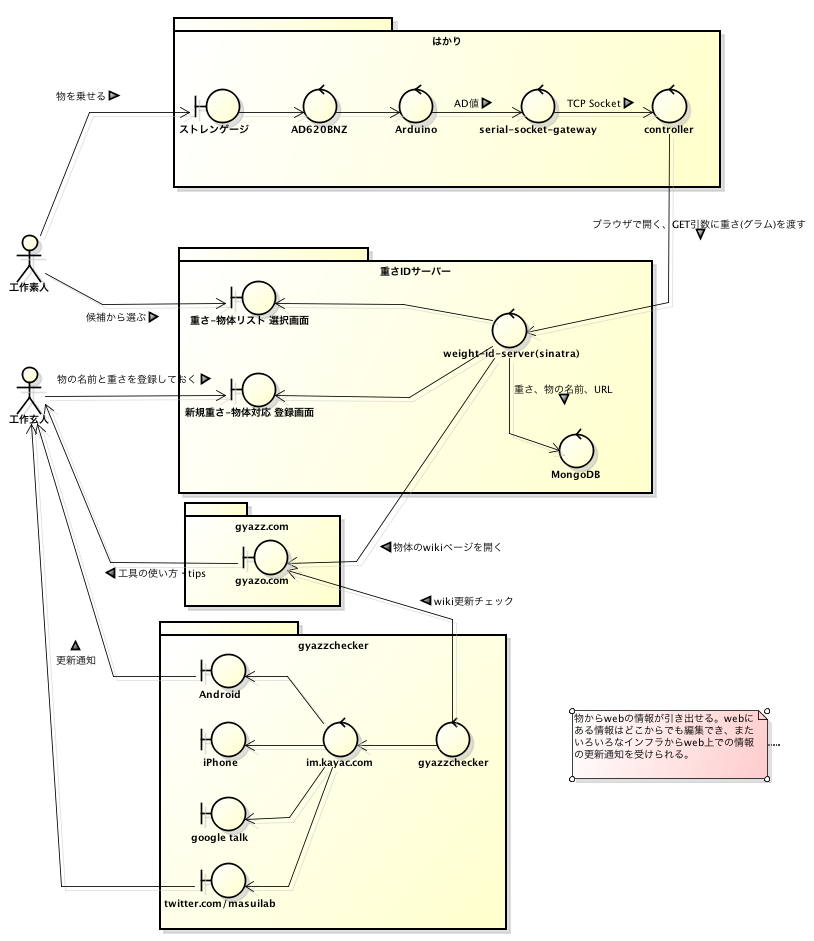 はかり
物を乗せる
AD値
TCP Socket
ストレンゲージ
AD620BNZ
Arduino
serial-socket-gateway
controller
ブラウザで開く、GET引数に重さ(グラム)を渡す
工作素人
重さIDサーバー
候補から選ぶ
重さ-物体リスト 選択画面
weight-id-server(sinatra)
物の名前と重さを登録しておく
重さ、物の名前、URL
工作玄人
新規重さ-物体対応 登録画面
MongoDB
gyazz.com
物体のwikiページを開く
工具の使い方・tips
gyazo.com
wiki更新チェック
gyazzchecker
更新通知
Android
iPhone
im.kayac.com
gyazzchecker
google talk
twitter.com/masuilab
物からwebの情報が引き出せる。webに
ある情報はどこからでも編集でき、また
いろいろなインフラからweb上での情報
の更新通知を受けられる。